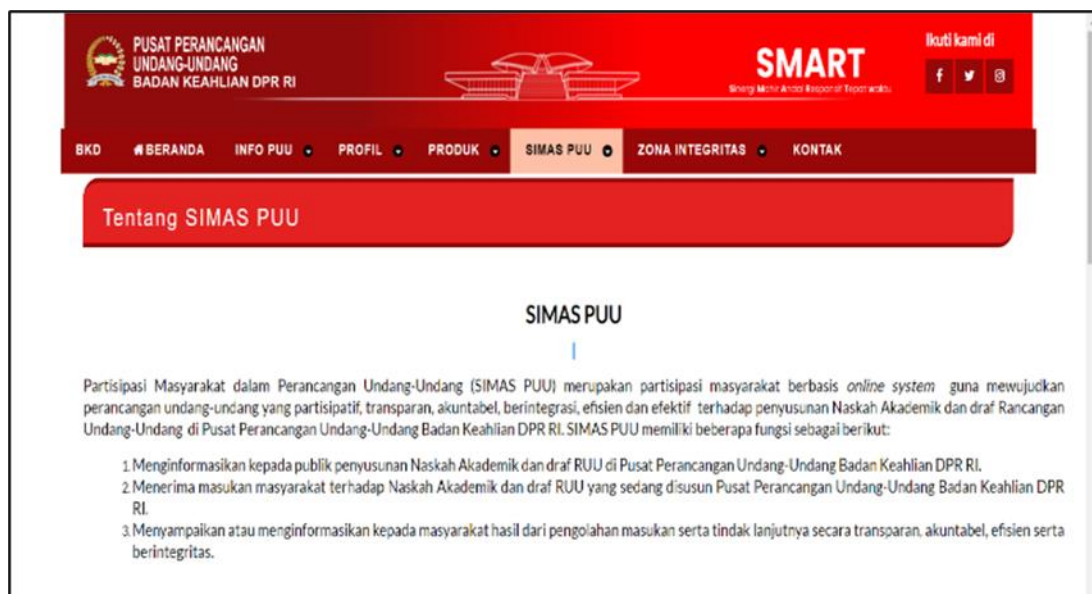 PUSAT PERANCANGAN
UNDANG-UNDANG
BADAN KEAHLIAN DPR RI
SMART
Sinergi Mahir Andal Responsif Tepat waktu
Ikuti kami di
BKD BERANDA INFO PUU PROFIL PRODUK SIMAS PUU ZONA INTEGRITAS KONTAK
Tentang SIMAS PUU
SIMAS PUU
Partisipasi Masyarakat dalam Perancangan Undang-Undang (SIMAS PUU) merupakan partisipasi masyarakat berbasis online system guna mewujudkan
perancangan undang-undang yang partisipatif, transparan, akuntabel, berintegrasi, efisien dan efektif terhadap penyusunan Naskah Akademik dan draf Rancangan
Undang-Undang di Pusat Perancangan Undang-Undang Badan Keahlian DPR RI. SIMAS PUU memiliki beberapa fungsi sebagai berikut:
1. Menginformasikan kepada publik penyusunan Naskah Akademik dan draf RUU di Pusat Perancangan Undang-Undang Badan Keahlian DPR RI.
2. Menerima masukan masyarakat terhadap Naskah Akademik dan draf RUU yang sedang disusun Pusat Perancangan Undang-Undang Badan Keahlian DPR
RI.
3. Menyampaikan atau menginformasikan kepada masyarakat hasil dari pengolahan masukan serta tindak lanjutnya secara transparan, akuntabel, efisien serta
berintegritas.